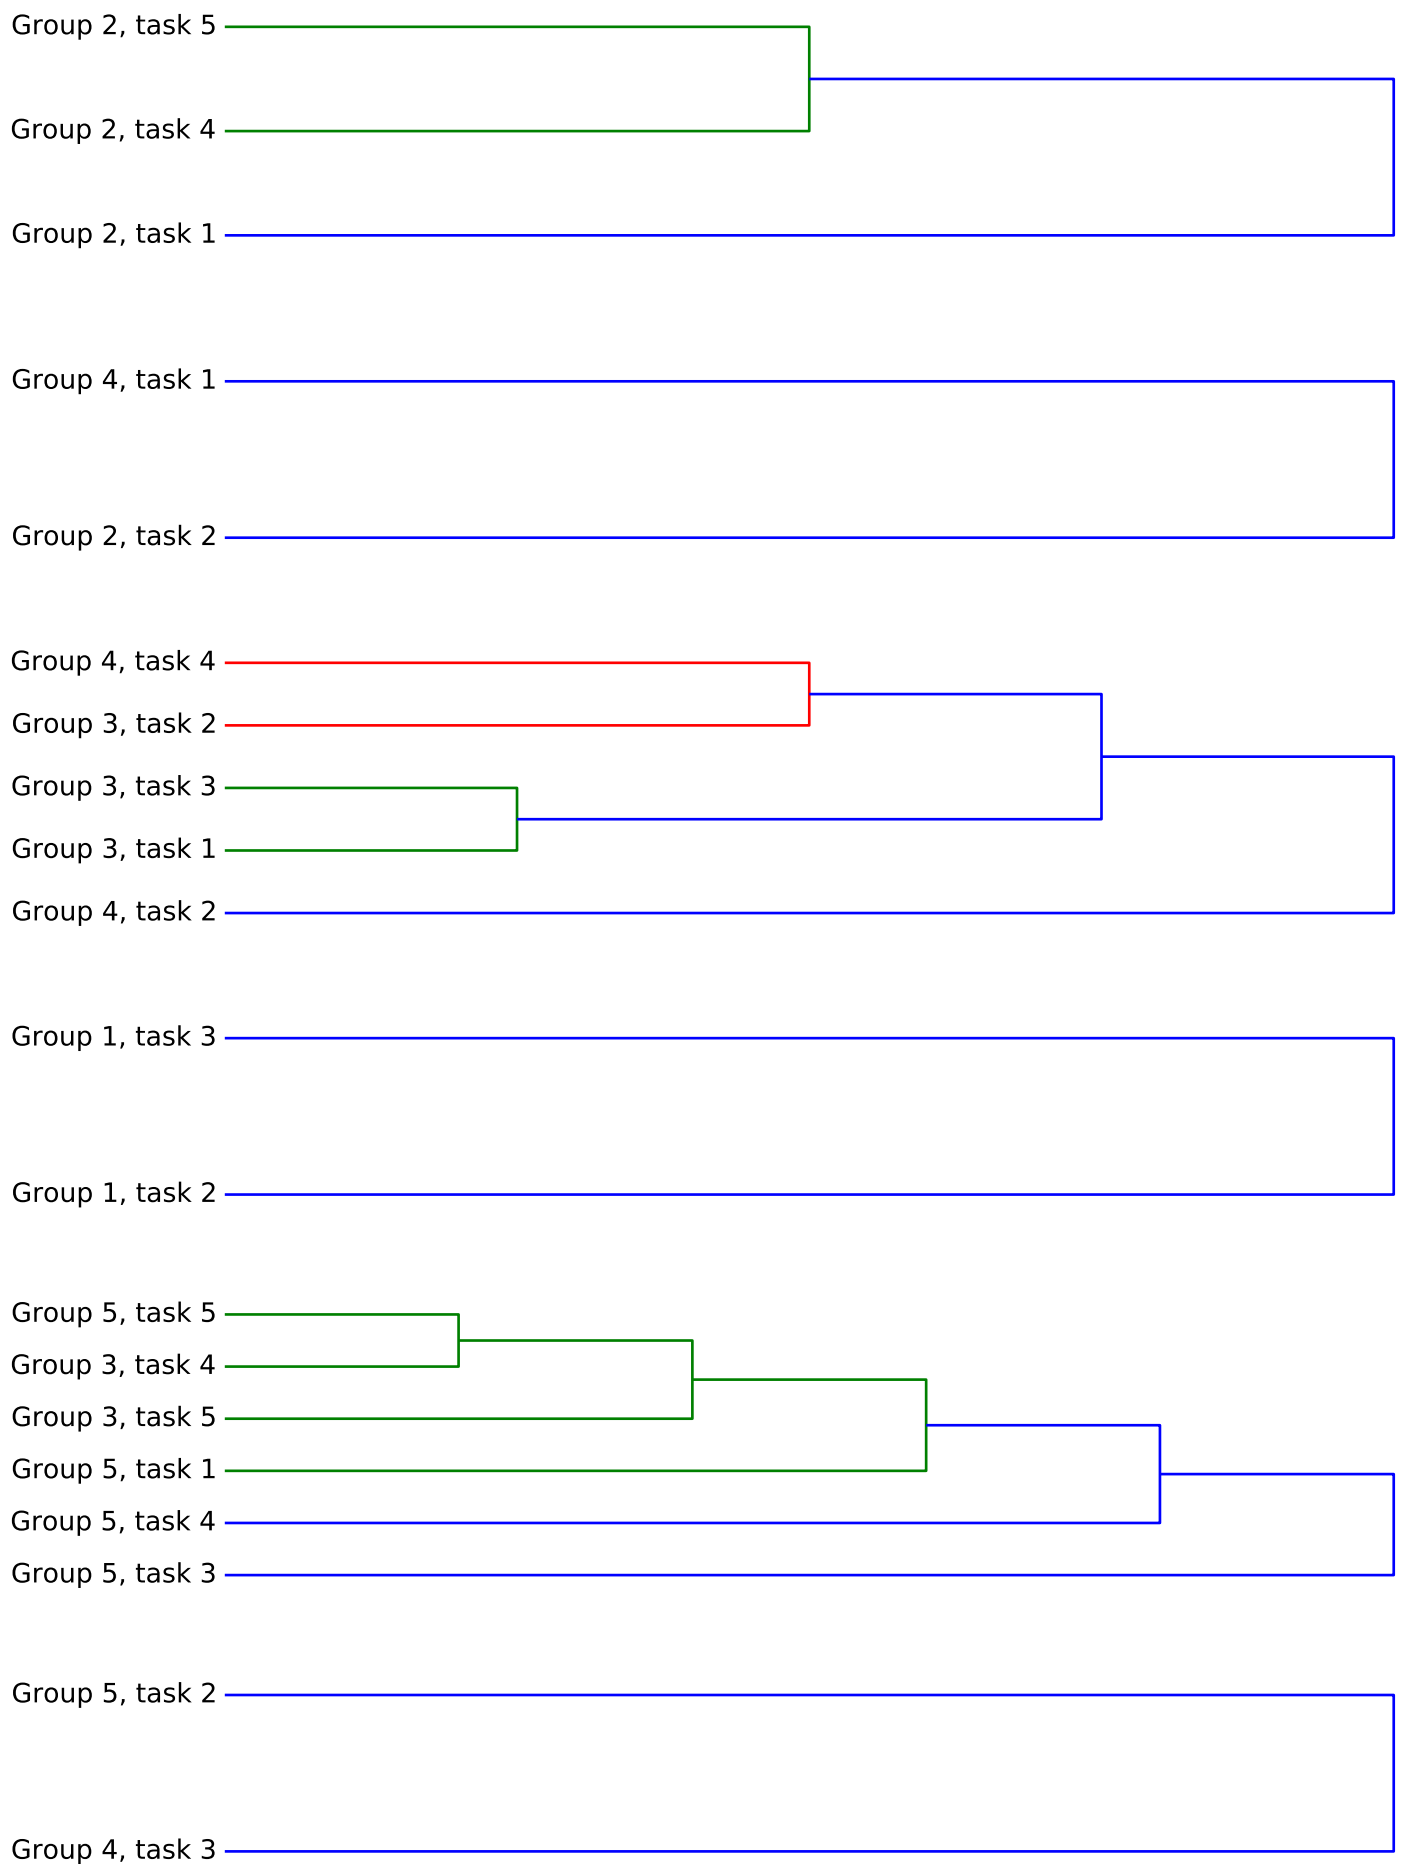 Group 2, task 5
Group 2, task 4
Group 2, task 1
Group 4, task 1
Group 2, task 2
Group 4, task 4
Group 3, task 2
Group 3, task 3
Group 3, task 1
Group 4, task 2
Group 1, task 3
Group 1, task 2
Group 5, task 5
Group 3, task 4
Group 3, task 5
Group 5, task 1
Group 5, task 4
Group 5, task 3
Group 5, task 2
Group 4, task 3